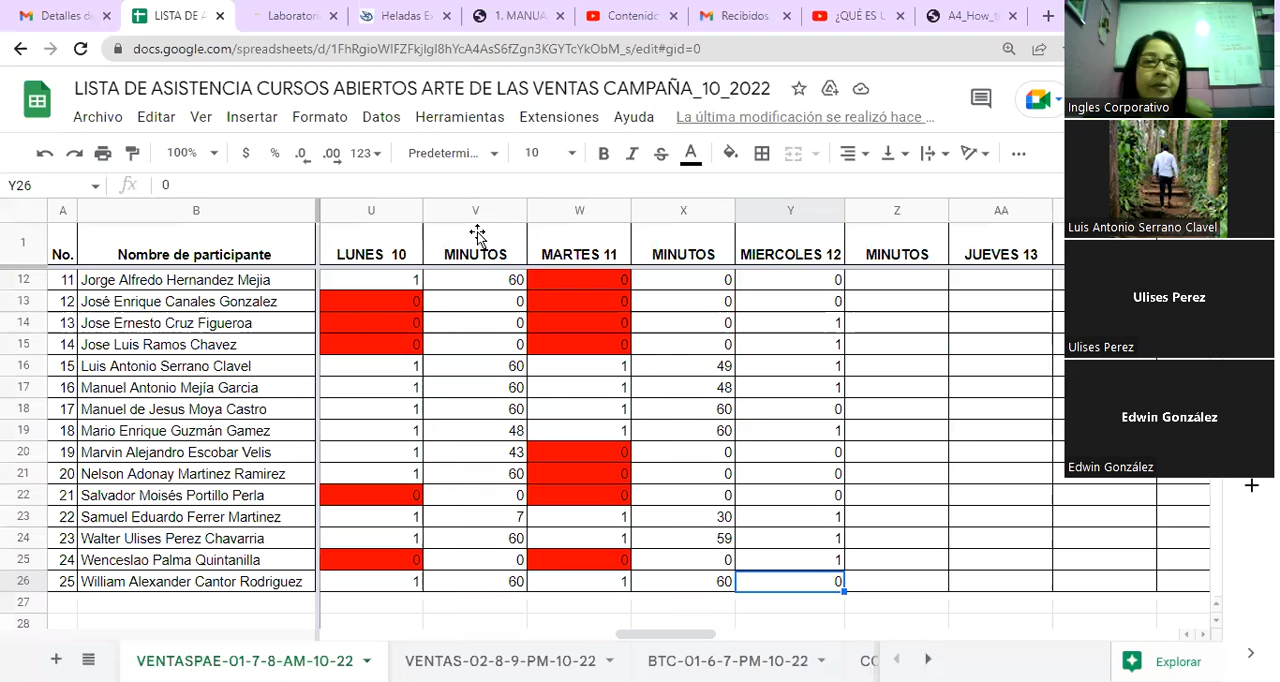 Detalles de
LISTA DE A
Laboratori
Heladas Ex
1. MANUA
Contenido
Recibidos
¿QUÉ ES U
A4_How_t
docs.google.com/spreadsheets/d/1FhRgioWIFZFkjIgl8hYcA4AsS6fZgn3KGYTcYkObM_s/edit#gid=0
LISTA DE ASISTENCIA CURSOS ABIERTOS ARTE DE LAS VENTAS CAMPAÑA_10_2022
Archivo Editar Ver Insertar Formato Datos Herramientas Extensiones Ayuda La última modificación se realizó hace ...
100% $ % .0 .00 123 Predetermi... 10 B I S A
Y26 fx 0
A B U V W X Y Z AA
1 No. Nombre de participante LUNES 10 MINUTOS MARTES 11 MINUTOS MIERCOLES 12 MINUTOS JUEVES 13
12 11 Jorge Alfredo Hernandez Mejia 1 60 0 0 0
13 12 José Enrique Canales Gonzalez 0 0 0 0 0
14 13 Jose Ernesto Cruz Figueroa 0 0 0 0 1
15 14 Jose Luis Ramos Chavez 0 0 0 0 1
16 15 Luis Antonio Serrano Clavel 1 60 1 49 1
17 16 Manuel Antonio Mejía Garcia 1 60 1 48 1
18 17 Manuel de Jesus Moya Castro 1 60 1 60 0
19 18 Mario Enrique Guzmán Gamez 1 48 1 60 1
20 19 Marvin Alejandro Escobar Velis 1 43 0 0 0
21 20 Nelson Adonay Martinez Ramirez 1 60 0 0 0
22 21 Salvador Moisés Portillo Perla 0 0 0 0 0
23 22 Samuel Eduardo Ferrer Martinez 1 7 1 30 1
24 23 Walter Ulises Perez Chavarria 1 60 1 59 1
25 24 Wenceslao Palma Quintanilla 0 0 0 0 1
26 25 William Alexander Cantor Rodriguez 1 60 1 60 0
27
28
VENTASPAE-01-7-8-AM-10-22 VENTAS-02-8-9-PM-10-22 BTC-01-6-7-PM-10-22 CC Explorar
Ingles Corporativo
Luis Antonio Serrano Clavel
Ulises Perez
Ulises Perez
Edwin González
Edwin González